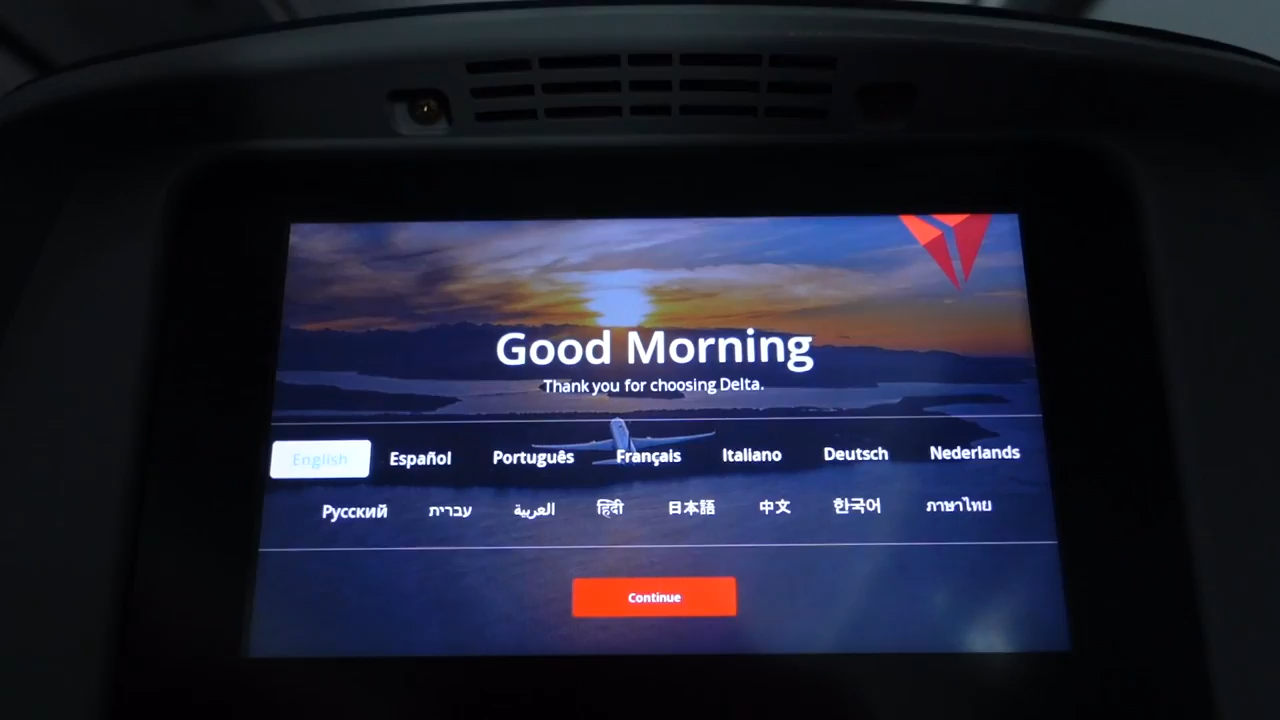 Good Morning
Thank you for choosing Delta.
English Español Português Français Italiano Deutsch Nederlands
Русский עברית العربية हिंदी 日本語 中文 한국어 ภาษาไทย
Continue